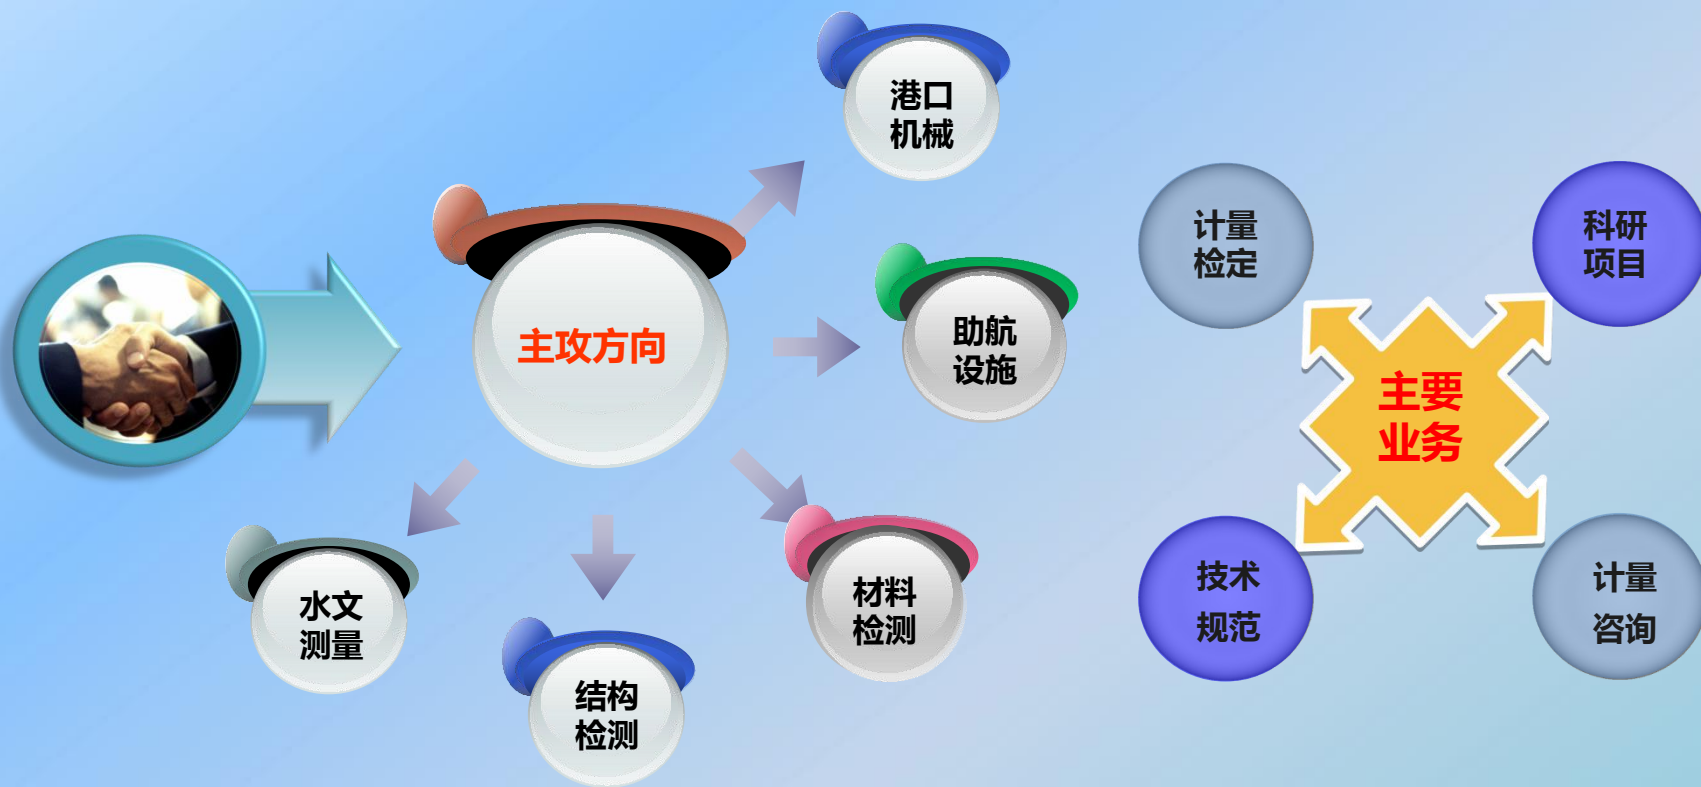 港口
机械
主攻方向
助航
设施
水文
测量
结构
检测
材料
检测
计量
检定
科研
项目
主要
业务
技术
规范
计量
咨询